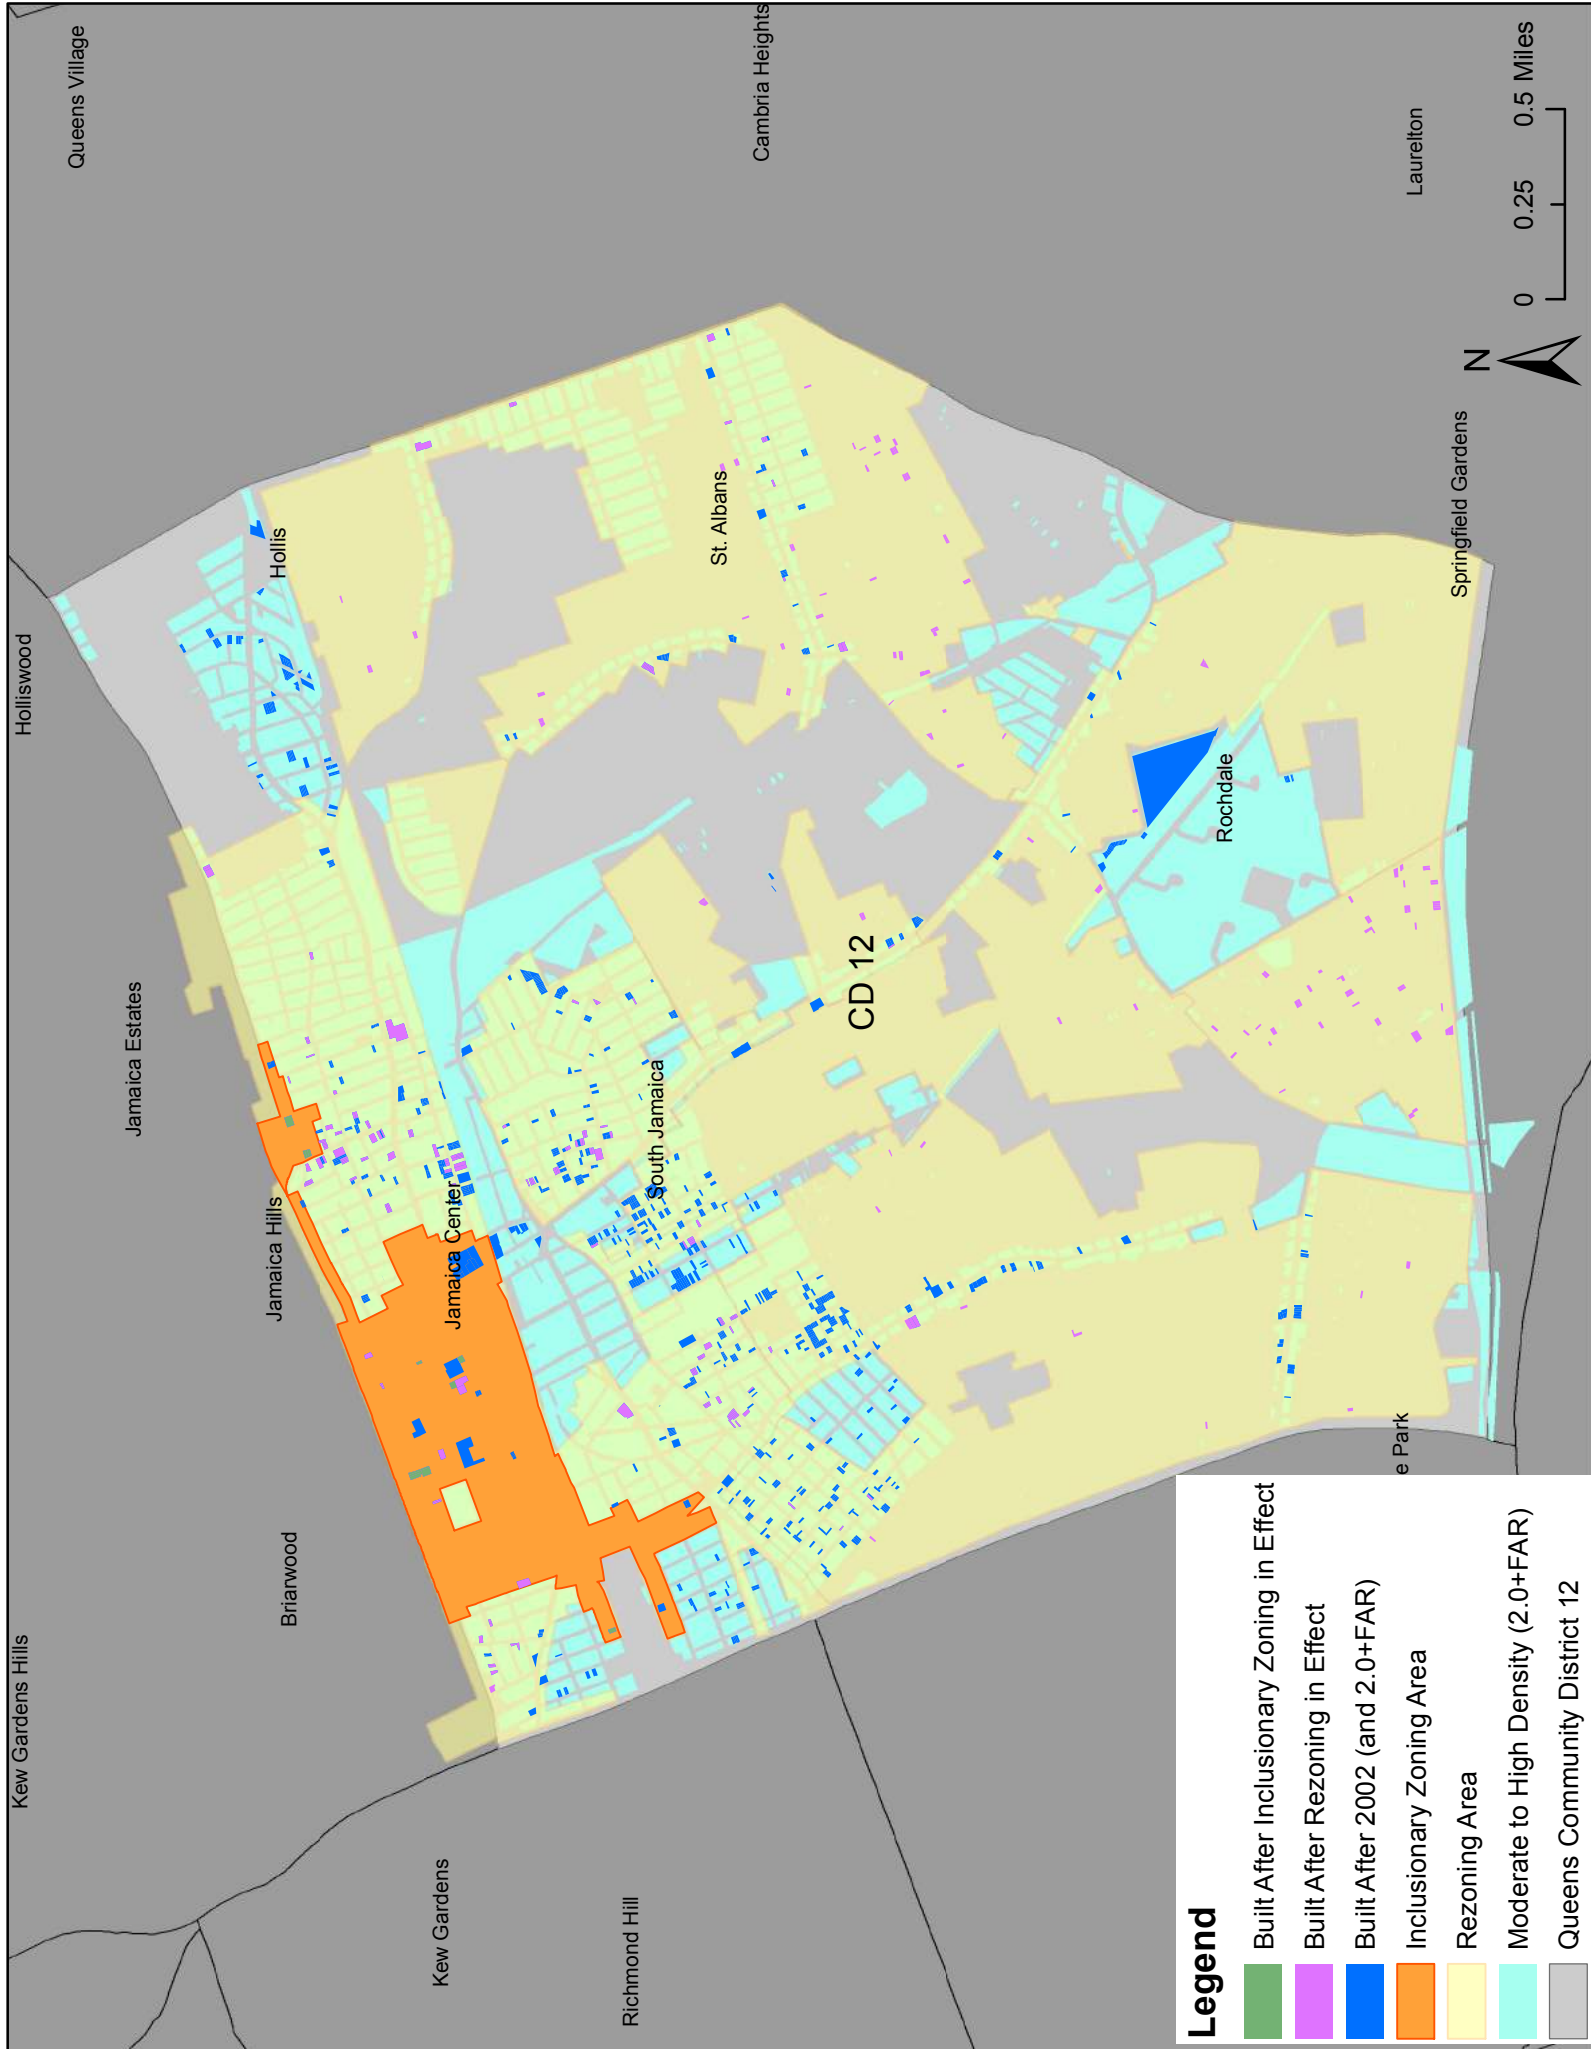 Kew Gardens Hills
Holliswood
Queens Village
Briarwood
Jamaica Hills
Jamaica Estates
Hollis
Kew Gardens
Jamaica Center
Richmond Hill
South Jamaica
St. Albans
Cambria Heights
CD 12
Rochdale
e Park
Springfield Gardens
Laurelton
Legend
Built After Inclusionary Zoning in Effect
Built After Rezoning in Effect
Built After 2002 (and 2.0+FAR)
Inclusionary Zoning Area
Rezoning Area
Moderate to High Density (2.0+FAR)
Queens Community District 12
N
0 0.25 0.5 Miles